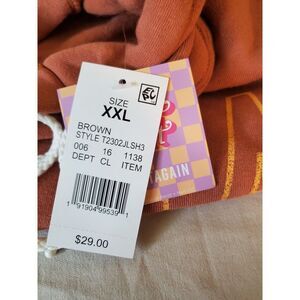 SIZE
XXL
BROWN
STYLE T2302JLSH3
006 16 1138
DEPT CL ITEM
1 91904 99539 1
$29.00
AGAIN